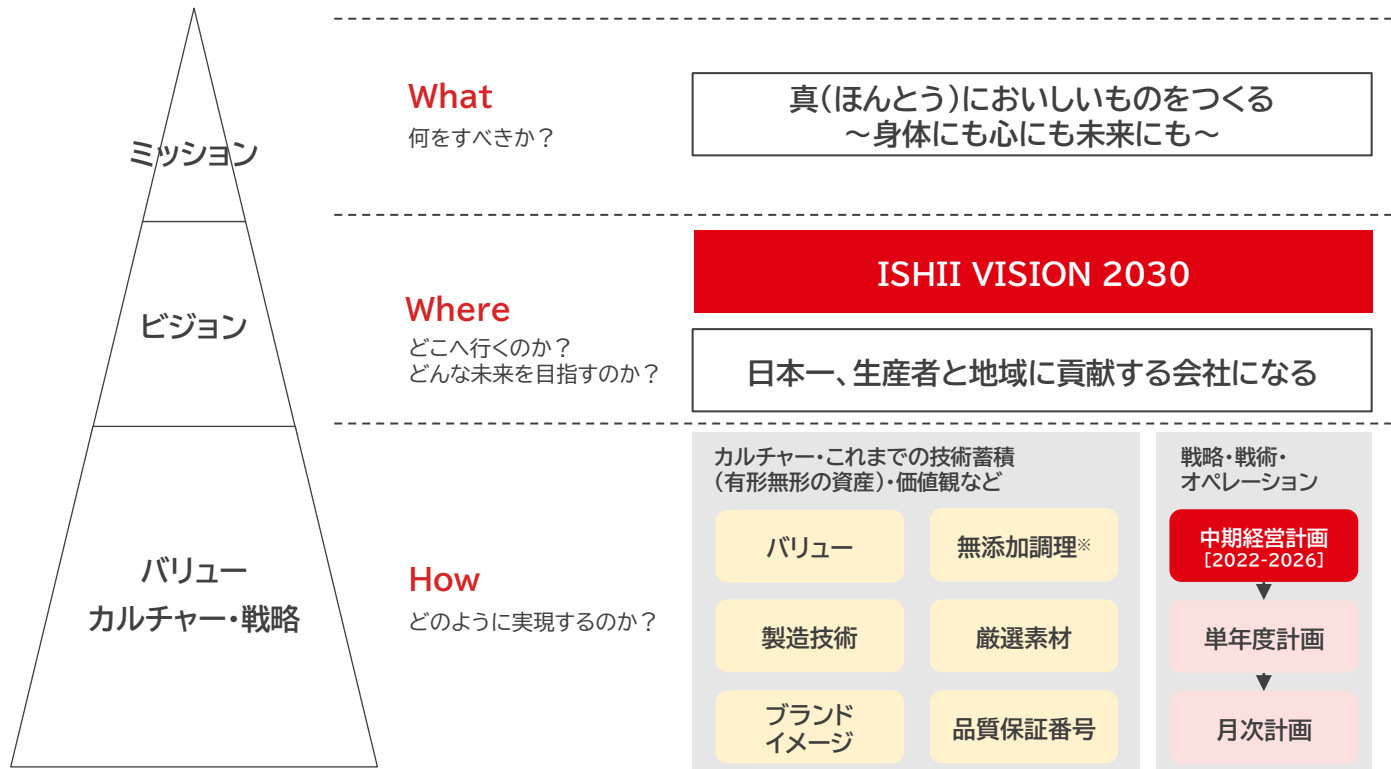 ミッション
What
何をすべきか？
真（ほんとう）においしいものをつくる
～身体にも心にも未来にも～
ビジョン
Where
どこへ行くのか？
どんな未来を目指すのか？
ISHII VISION 2030
日本一、生産者と地域に貢献する会社になる
バリュー
カルチャー・戦略
How
どのように実現するのか？
カルチャー・これまでの技術蓄積
（有形無形の資産）・価値観など
バリュー
無添加調理※
製造技術
厳選素材
ブランド
イメージ
品質保証番号
戦略・戦術・
オペレーション
中期経営計画
[2022-2026]
単年度計画
月次計画